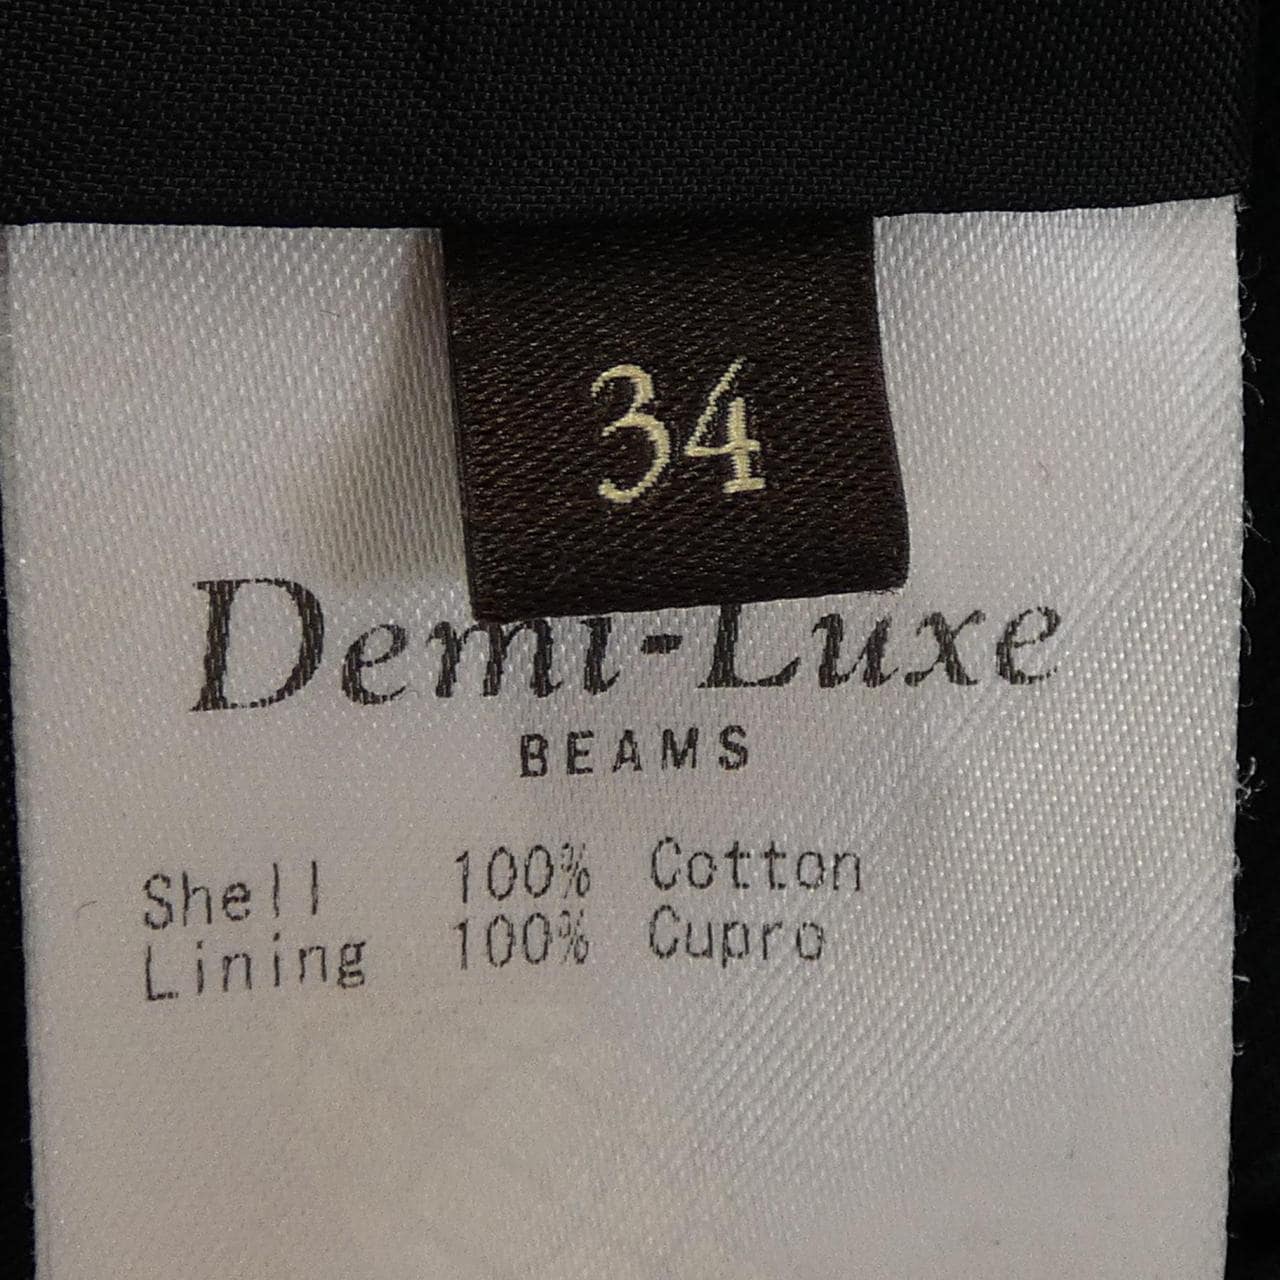 34
Demi-Luxe
BEAMS
Shell 100% Cotton
Lining 100% Cupro